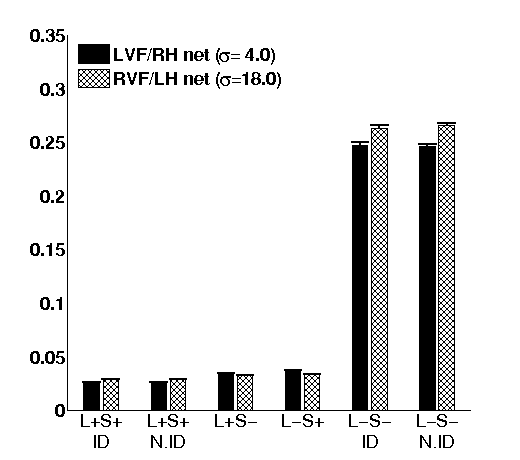 0.35
0.3
0.25
0.2
0.15
0.1
0.05
0
LVF/RH net (σ= 4.0)
RVF/LH net (σ=18.0)
L+S+ L+S+ L+S− L−S+ L−S− L−S−
ID N.ID ID N.ID